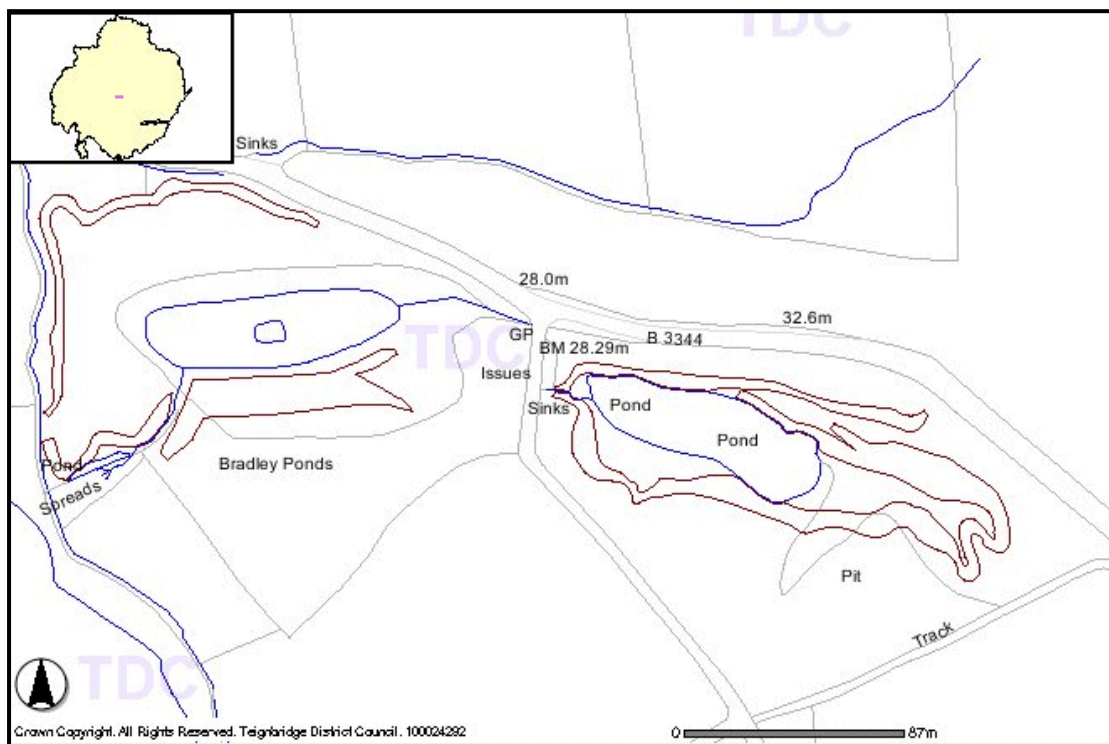 TDC
Sinks
28.0m
32.6m
TDC
GP
B 3344
BM 28.29m
Issues
Sinks
Pond
Pond
Bradley Ponds
Pond
Spreads
Pit
Track
TDC
Crown Copyright. All Rights Reserved. Teignbridge District Council. 100024292
0 87m